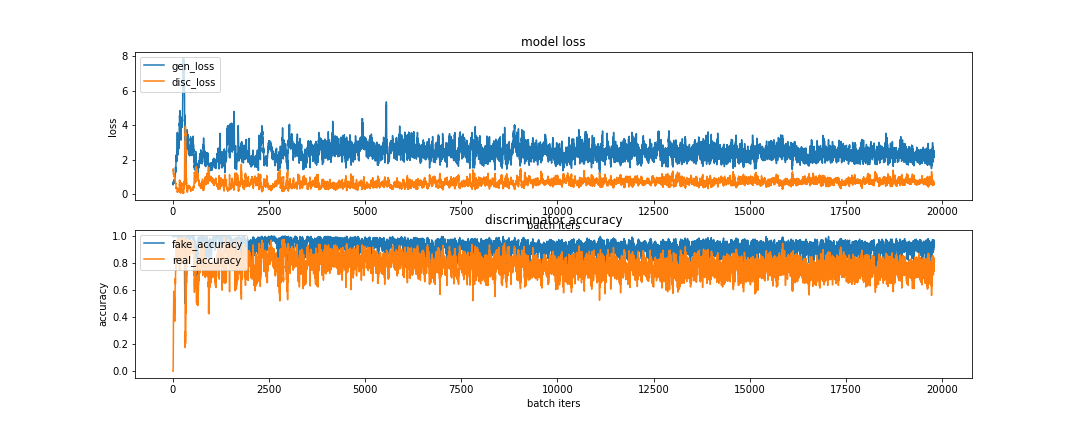 model loss
8
6
4
2
0
loss
gen_loss
disc_loss
0
2500
5000
7500
10000
12500
15000
17500
20000
batch iters
discriminator accuracy
1.0
0.8
0.6
0.4
0.2
0.0
accuracy
fake_accuracy
real_accuracy
0
2500
5000
7500
10000
12500
15000
17500
20000
batch iters